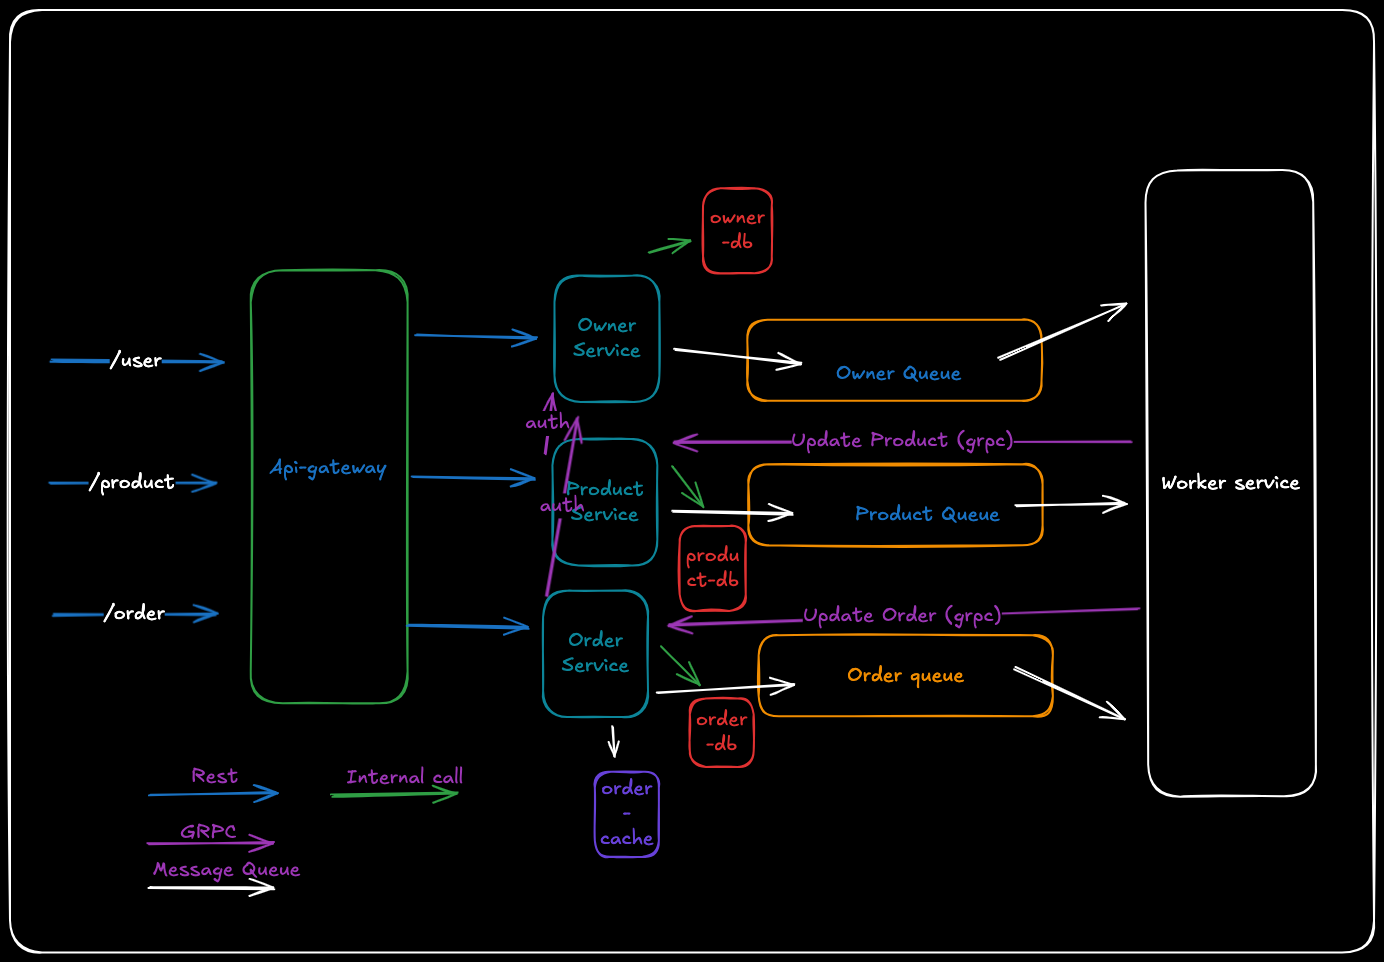 owner
-db
Owner
Service
/user
Owner Queue
auth
Update Product (grpc)
Api-gateway
/product
Product
auth
Service
Product Queue
Worker service
produ
ct-db
/order
Update Order (grpc)
Order
Service
Order queue
order
-db
Rest
Internal call
order
-
cache
GRPC
Message Queue